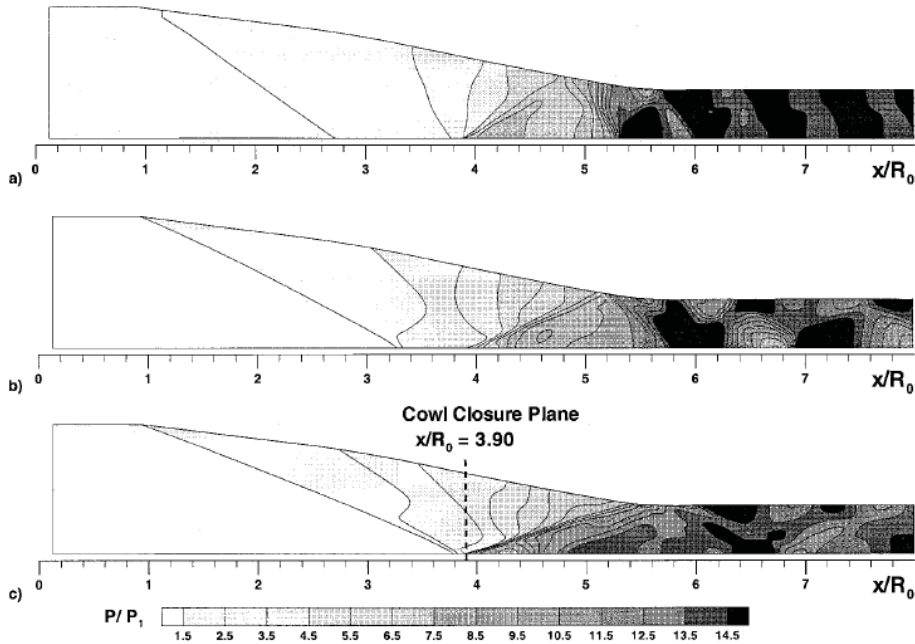 0 1 2 3 4 5 6 7 x/R₀
a)
0 1 2 3 4 5 6 7 x/R₀
b)
Cowl Closure Plane
x/R₀ = 3.90
0 1 2 3 4 5 6 7 x/R₀
c)
P/ P₁
1.5 2.5 3.5 4.5 5.5 6.5 7.5 8.5 9.5 10.5 11.5 12.5 13.5 14.5